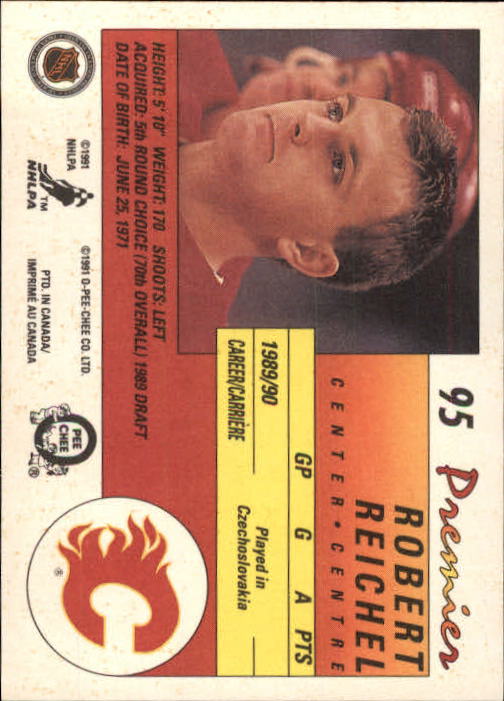 95 Premier
ROBERT
REICHEL
CENTER • CENTRE
GP G A PTS
1989/90 Played in
CAREER/CARRIÈRE Czechoslovakia
HEIGHT: 5' 10" WEIGHT: 170 SHOOTS: LEFT
ACQUIRED: 5th ROUND CHOICE (70th OVERALL) 1989 DRAFT
DATE OF BIRTH: JUNE 25, 1971
NHL
©1991
NHLPA
TM
NHLPA
©1991 O-PEE-CHEE CO. LTD.
PTD. IN CANADA/
IMPRIMÉ AU CANADA
O
PEE
CHEE
®
C
®